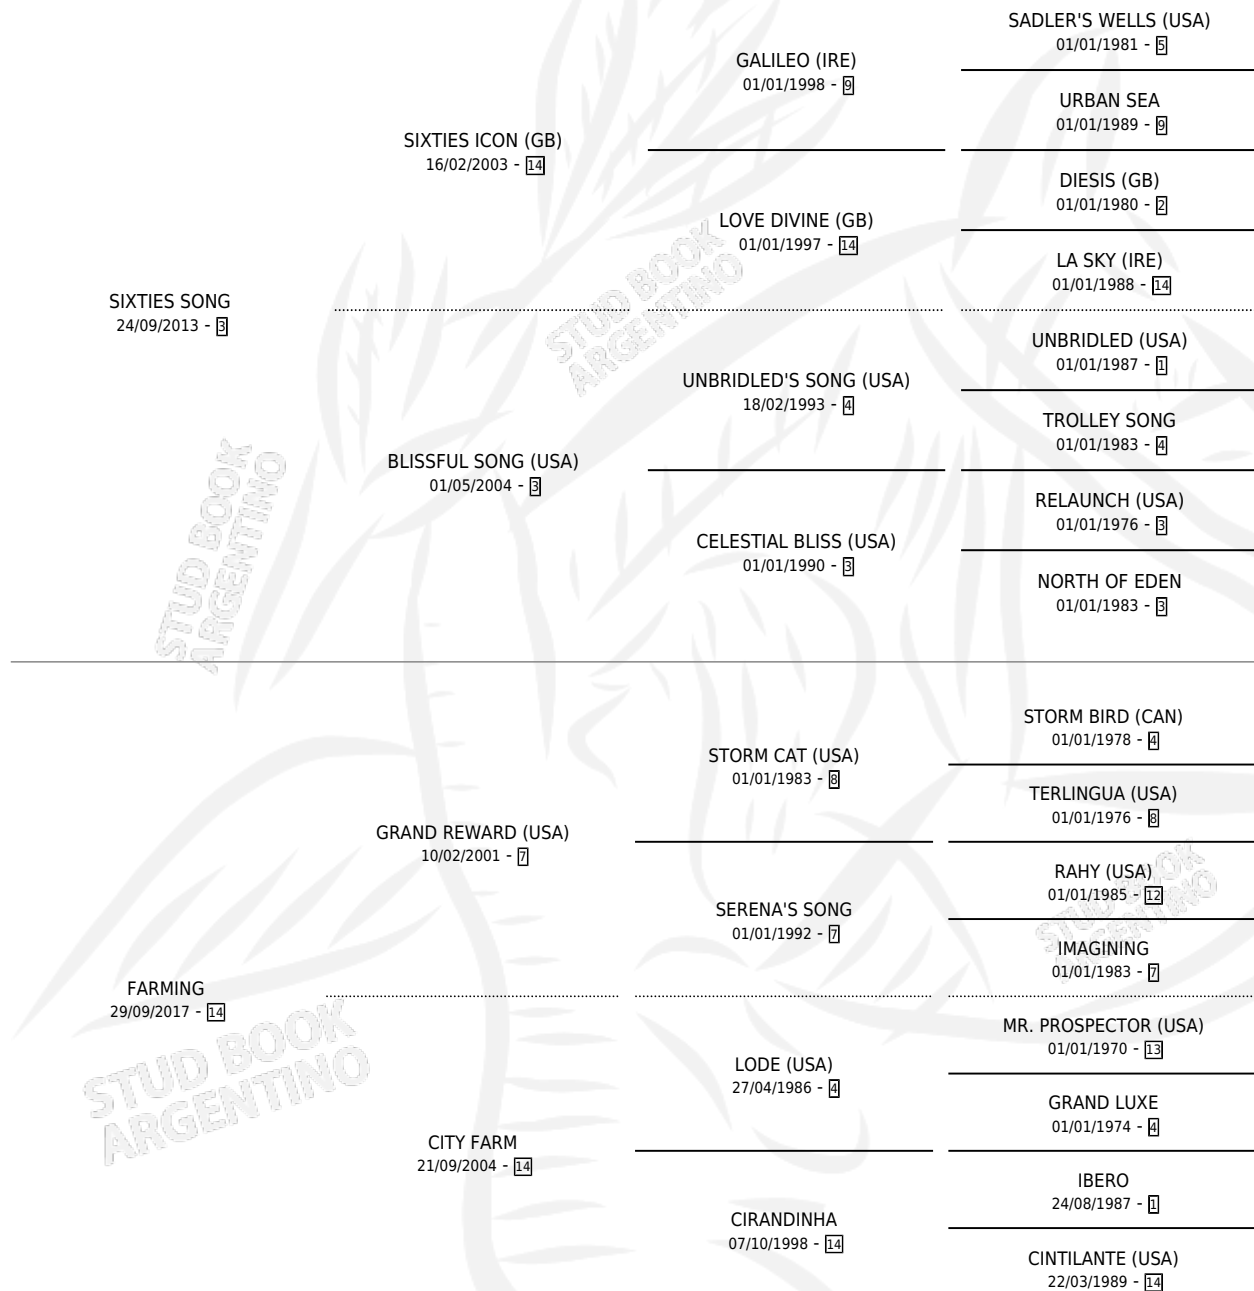 SADLER'S WELLS (USA)
01/01/1981 - 5
GALILEO (IRE)
01/01/1998 - 9
URBAN SEA
01/01/1989 - 9
SIXTIES ICON (GB)
16/02/2003 - 14
DIESIS (GB)
01/01/1980 - 2
LOVE DIVINE (GB)
01/01/1997 - 14
LA SKY (IRE)
01/01/1988 - 14
SIXTIES SONG
24/09/2013 - 3
UNBRIDLED (USA)
01/01/1987 - 1
UNBRIDLED'S SONG (USA)
18/02/1993 - 4
TROLLEY SONG
01/01/1983 - 4
BLISSFUL SONG (USA)
01/05/2004 - 3
RELAUNCH (USA)
01/01/1976 - 3
CELESTIAL BLISS (USA)
01/01/1990 - 3
NORTH OF EDEN
01/01/1983 - 3
STORM BIRD (CAN)
01/01/1978 - 4
STORM CAT (USA)
01/01/1983 - 8
TERLINGUA (USA)
01/01/1976 - 8
GRAND REWARD (USA)
10/02/2001 - 7
RAHY (USA)
01/01/1985 - 12
SERENA'S SONG
01/01/1992 - 7
IMAGINING
01/01/1983 - 7
FARMING
29/09/2017 - 14
MR. PROSPECTOR (USA)
01/01/1970 - 13
LODE (USA)
27/04/1986 - 4
GRAND LUXE
01/01/1974 - 4
CITY FARM
21/09/2004 - 14
IBERO
24/08/1987 - 1
CIRANDINHA
07/10/1998 - 14
CINTILANTE (USA)
22/03/1989 - 14
STUD BOOK
ARGENTINO
STUD BOOK
ARGENTINO
STUD BOOK
ARGENTINO
STUD BOOK
ARGENTINO